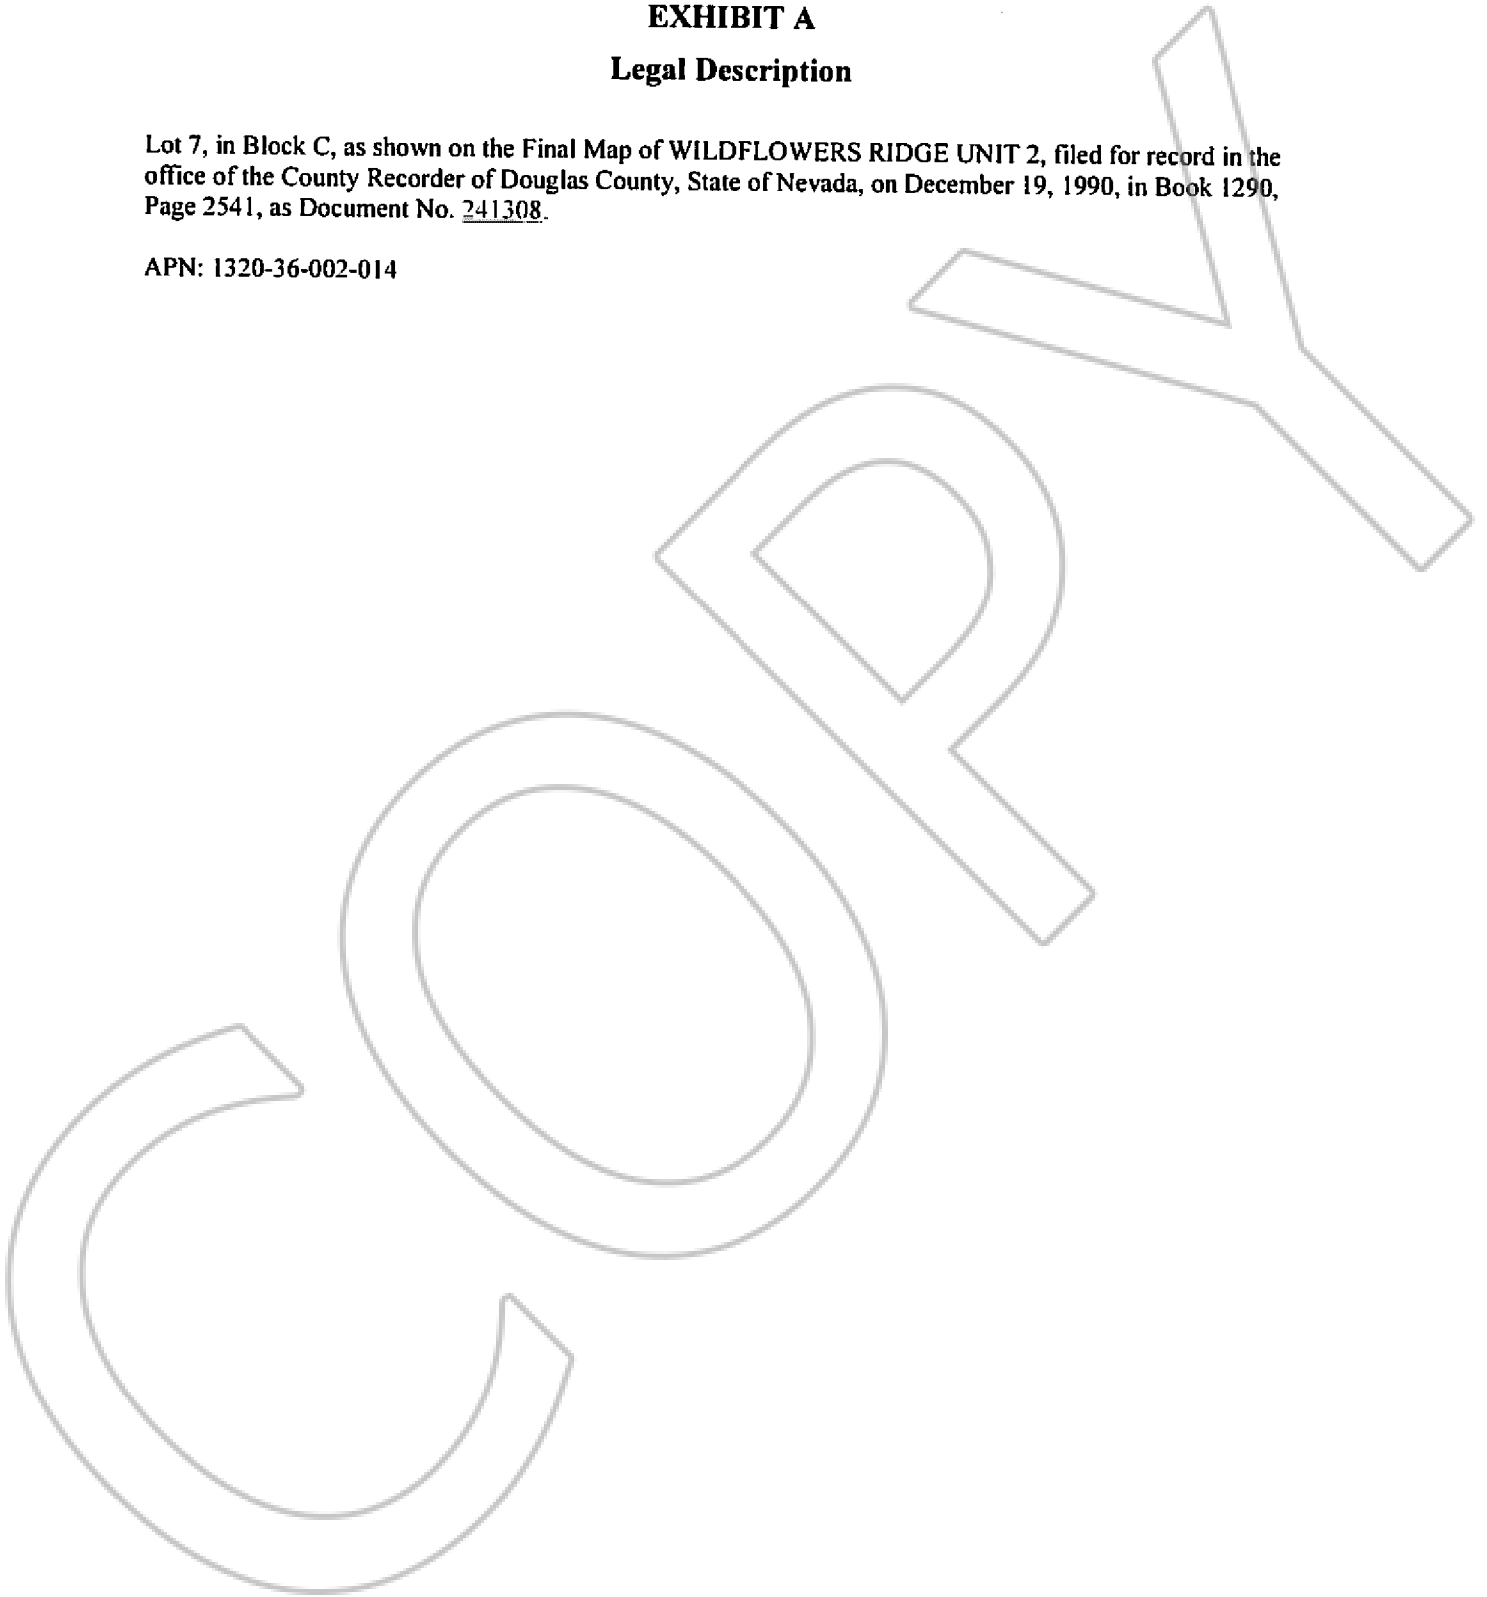 EXHIBIT A
Legal Description
Lot 7, in Block C, as shown on the Final Map of WILDFLOWERS RIDGE UNIT 2, filed for record in the
office of the County Recorder of Douglas County, State of Nevada, on December 19, 1990, in Book 1290,
Page 2541, as Document No. 241308.
APN: 1320-36-002-014
COPY